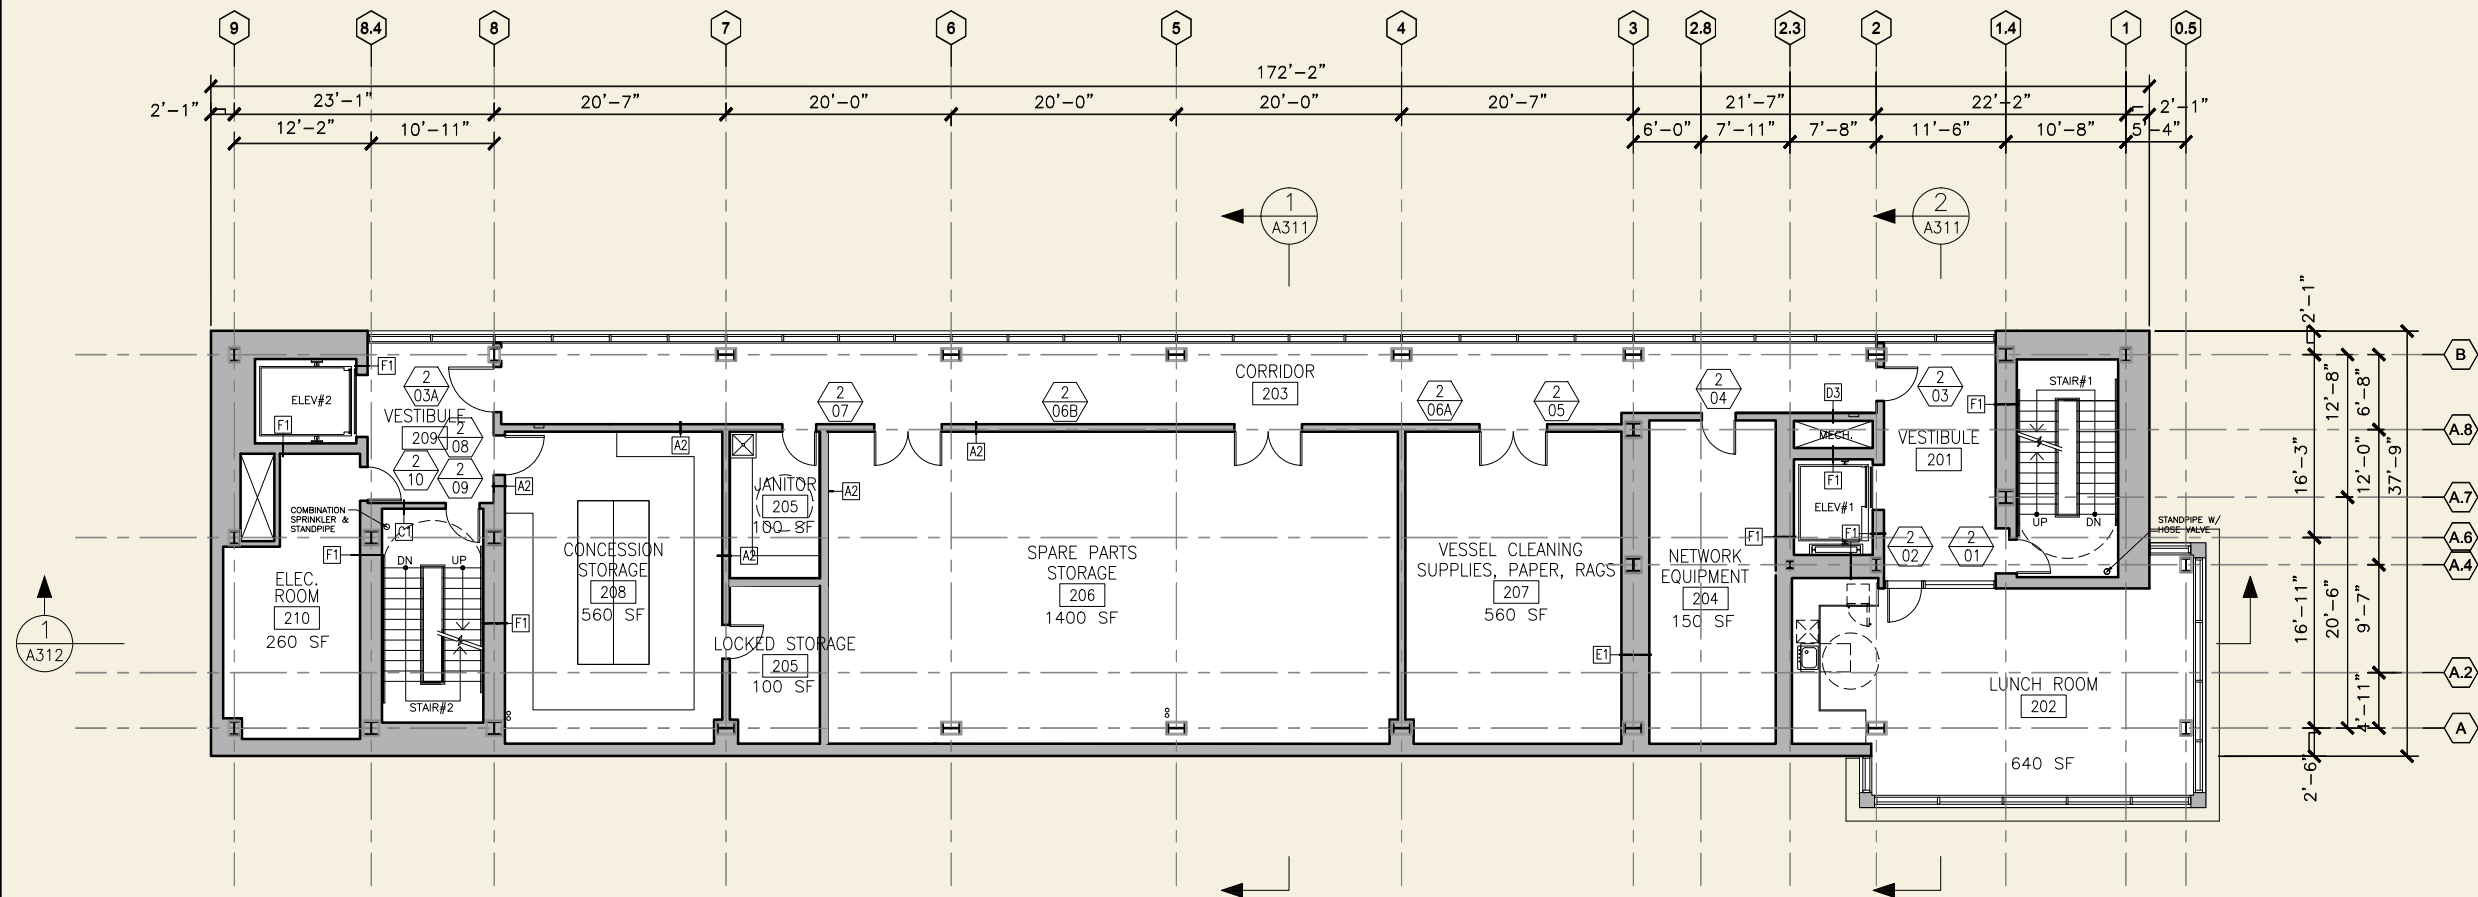 9 8.4 8 7 6 5 4 3 2.8 2.3 2 1.4 1 0.5
172'-2"
2'-1" 23'-1" 20'-7" 20'-0" 20'-0" 20'-0" 20'-7" 21'-7" 22'-2" 2'-1"
12'-2" 10'-11" 6'-0" 7'-11" 7'-8" 11'-6" 10'-8" 5'-4"
1
A311
2
A311
2'-1"
B
CORRIDOR
203
F1
ELEV#2
2
03A
VESTIBULE
209
2
08
2
10
2
09
F1
2
07
2
06B
2
06A
2
05
2
04
D3
2
03
F1
STAIR#1
12'-8"
6'-8"
A.8
A2
A2
MECH.
VESTIBULE
201
16'-3"
12'-0"
37'-9"
A2
JANITOR
205
100 SF
A2
F1
ELEV#1
F1
UP DN
A.7
COMBINATION
SPRINKLER &
STANDPIPE
C1
F1
DN UP
STANDPIPE W/
HOSE VALVE
A.6
A2
F1
2
02
2
01
A.4
CONCESSION
STORAGE
208
560 SF
SPARE PARTS
STORAGE
206
1400 SF
VESSEL CLEANING
SUPPLIES, PAPER, RAGS
207
560 SF
NETWORK
EQUIPMENT
204
150 SF
ELEC.
ROOM
210
260 SF
F1
1
A312
LOCKED STORAGE
205
100 SF
E1
16'-11"
20'-6"
9'-7"
A.2
STAIR#2
LUNCH ROOM
202
4'-11"
A
640 SF
2'-6"